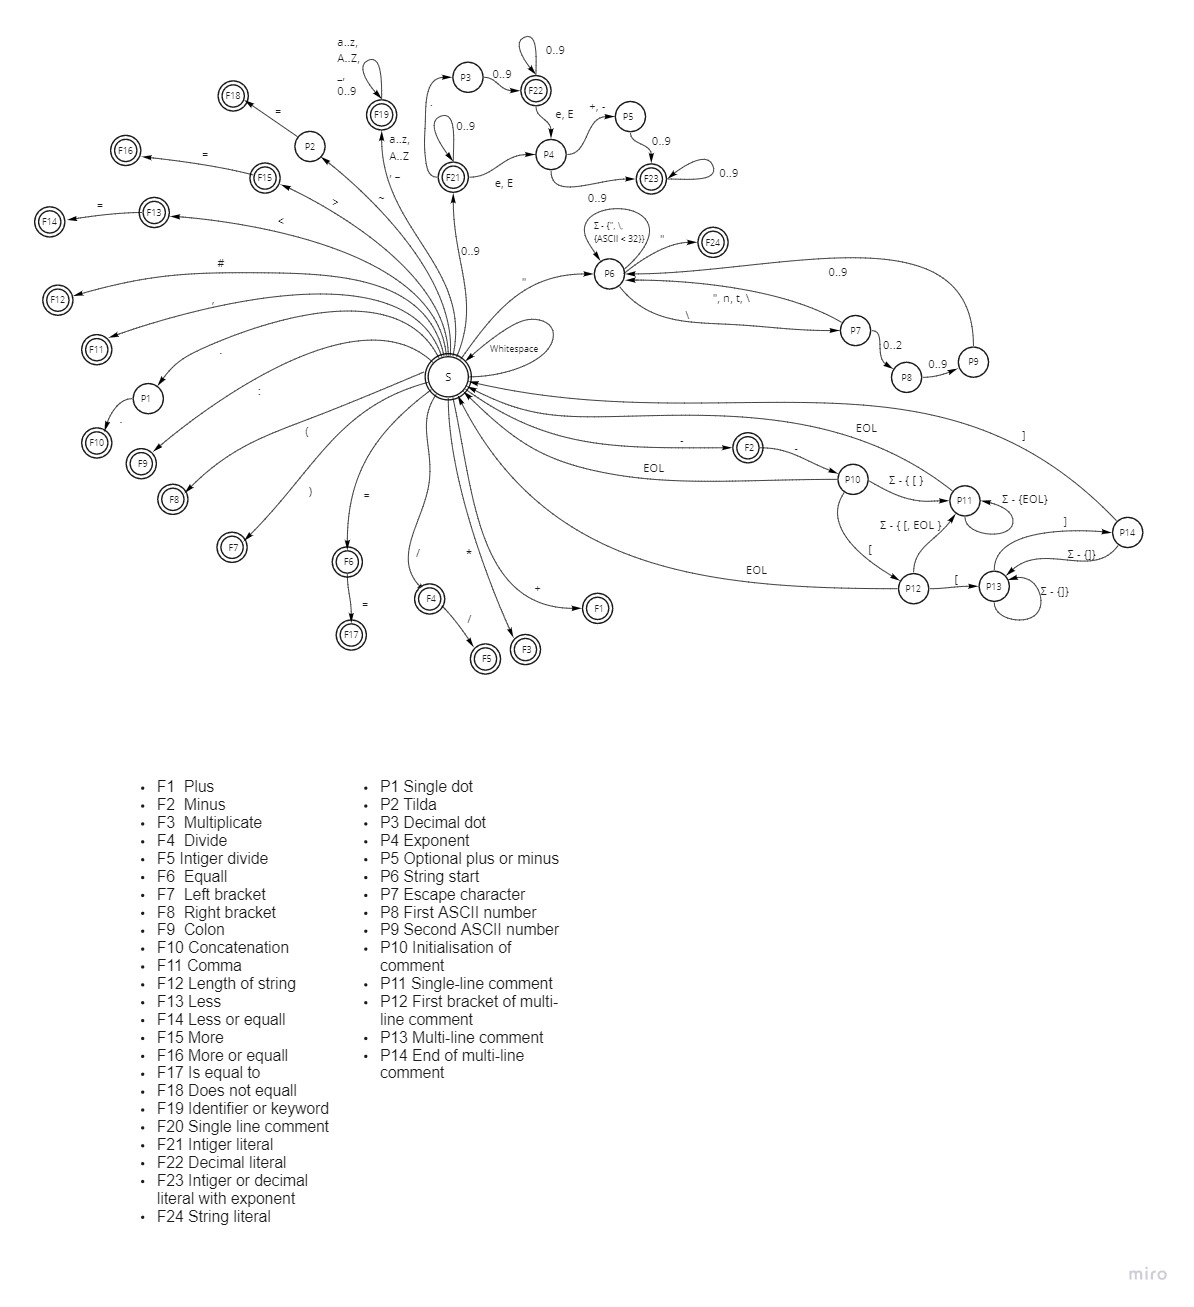 a..z,
A..Z,
_,
0..9
F19
a..z,
A..Z
, _
F18
=
P2
~
F16
=
F15
>
F14
=
F13
<
F12
#
F11
,
.
P1
.
F10
:
F9
(
F8
)
F7
=
F6
=
F17
/
F4
/
F5
*
F3
+
F1
S
Whitespace
0..9
F21
0..9
.
P3
0..9
F22
0..9
e, E
e, E
P4
+, -
P5
0..9
F23
0..9
0..9
"
Σ - {", \,
{ASCII < 32}}
P6
"
F24
0..9
", n, t, \
\
P7
0..2
P8
0..9
P9
]
EOL
-
F2
-
EOL
P10
Σ - { [ }
P11
Σ - {EOL}
Σ - { [, EOL }
[
EOL
P12
[
P13
]
Σ - {]}
Σ - {]}
P14
• F1 Plus
• F2 Minus
• F3 Multiplicate
• F4 Divide
• F5 Intiger divide
• F6 Equall
• F7 Left bracket
• F8 Right bracket
• F9 Colon
• F10 Concatenation
• F11 Comma
• F12 Length of string
• F13 Less
• F14 Less or equall
• F15 More
• F16 More or equall
• F17 Is equal to
• F18 Does not equall
• F19 Identifier or keyword
• F20 Single line comment
• F21 Intiger literal
• F22 Decimal literal
• F23 Intiger or decimal
literal with exponent
• F24 String literal
• P1 Single dot
• P2 Tilda
• P3 Decimal dot
• P4 Exponent
• P5 Optional plus or minus
• P6 String start
• P7 Escape character
• P8 First ASCII number
• P9 Second ASCII number
• P10 Initialisation of
comment
• P11 Single-line comment
• P12 First bracket of multi-
line comment
• P13 Multi-line comment
• P14 End of multi-line
comment
miro